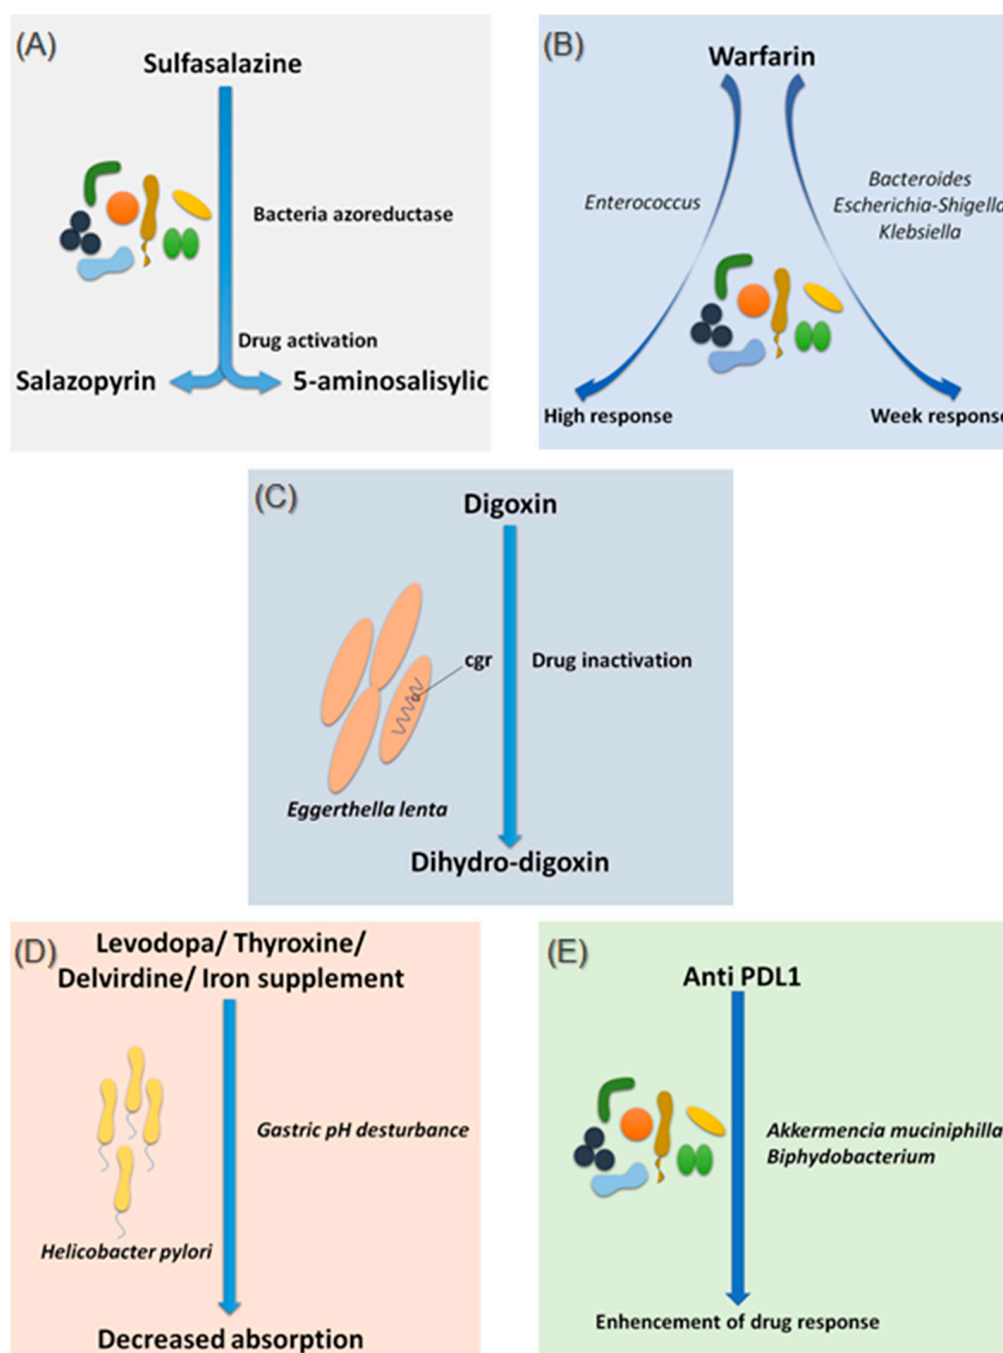 (A)
Sulfasalazine
Bacteria azoreductase
Drug activation
Salazopyrin
5-aminosalisylic
(B)
Warfarin
Enterococcus
Bacteroides
Escherichia-Shigella
Klebsiella
High response
Week response
(C)
Digoxin
cgr
Drug inactivation
Eggerthella lenta
Dihydro-digoxin
(D)
Levodopa/ Thyroxine/
Delvirdine/ Iron supplement
Gastric pH desturbance
Helicobacter pylori
Decreased absorption
(E)
Anti PDL1
Akkermencia muciniphilla
Biphydobacterium
Enhencement of drug response